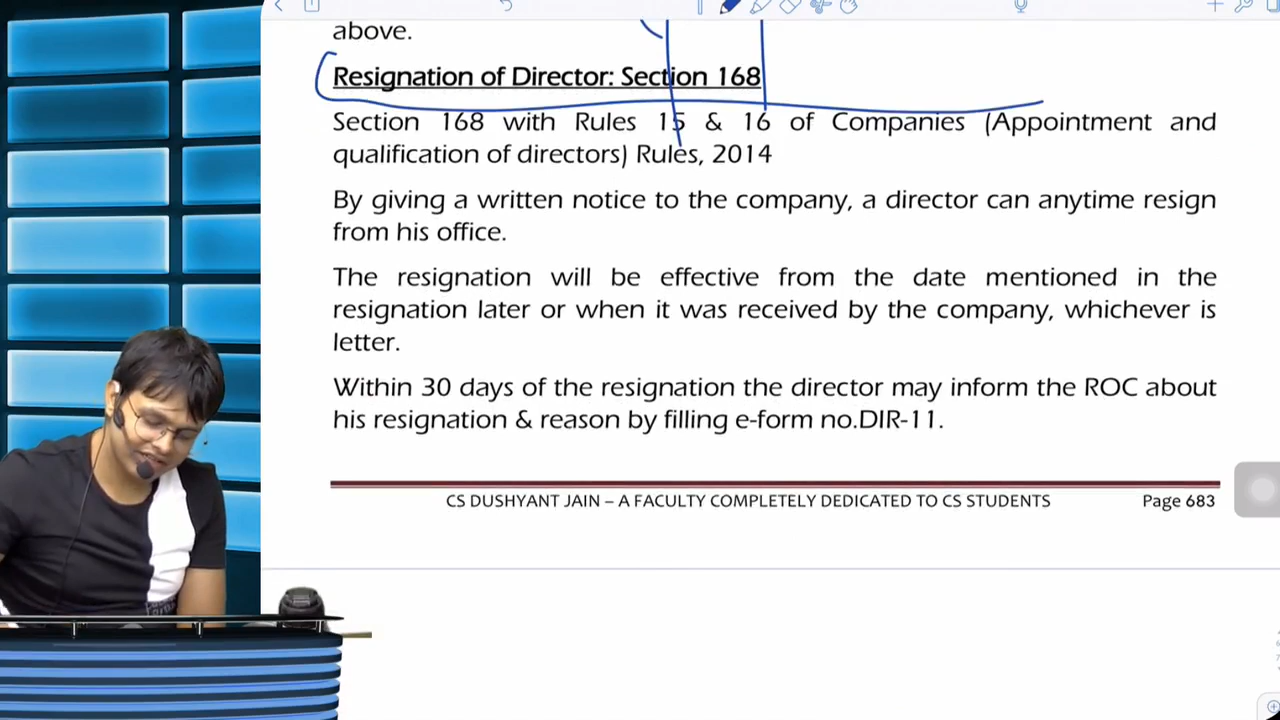 above.
Resignation of Director: Section 168
Section 168 with Rules 15 & 16 of Companies (Appointment and
qualification of directors) Rules, 2014
By giving a written notice to the company, a director can anytime resign
from his office.
The resignation will be effective from the date mentioned in the
resignation later or when it was received by the company, whichever is
letter.
Within 30 days of the resignation the director may inform the ROC about
his resignation & reason by filling e-form no.DIR-11.
CS DUSHYANT JAIN – A FACULTY COMPLETELY DEDICATED TO CS STUDENTS Page 683